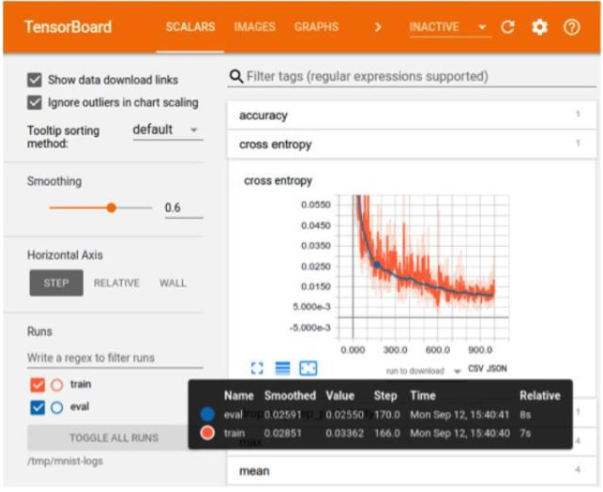 TensorBoard SCALARS IMAGES GRAPHS > INACTIVE
Show data download links
Ignore outliers in chart scaling
Tooltip sorting method: default
Smoothing
0.6
Horizontal Axis
STEP RELATIVE WALL
Runs
Write a regex to filter runs
train
eval
TOGGLE ALL RUNS
/tmp/mnist-logs
Filter tags (regular expressions supported)
accuracy 1
cross entropy 1
cross entropy
0.0550
0.0450
0.0350
0.0250
0.0150
5.000e-3
-5.000e-3
0.000 300.0 600.0 900.0
run to download CSV JSON
Name Smoothed Value Step Time Relative
eval 0.02591 0.02550 170.0 Mon Sep 12, 15:40:41 8s
train 0.02851 0.03362 166.0 Mon Sep 12, 15:40:40 7s
1
max 4
mean 4